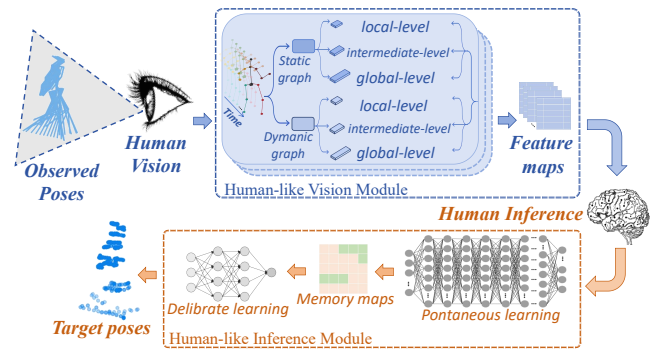 Observed
Poses
Human
Vision
Time
Static
graph
local-level
intermediate-level
global-level
Dymanic
graph
local-level
intermediate-level
global-level
Human-like Vision Module
Feature
maps
Human Inference
Pontaneous learning
Memory maps
Delibrate learning
Human-like Inference Module
Target poses